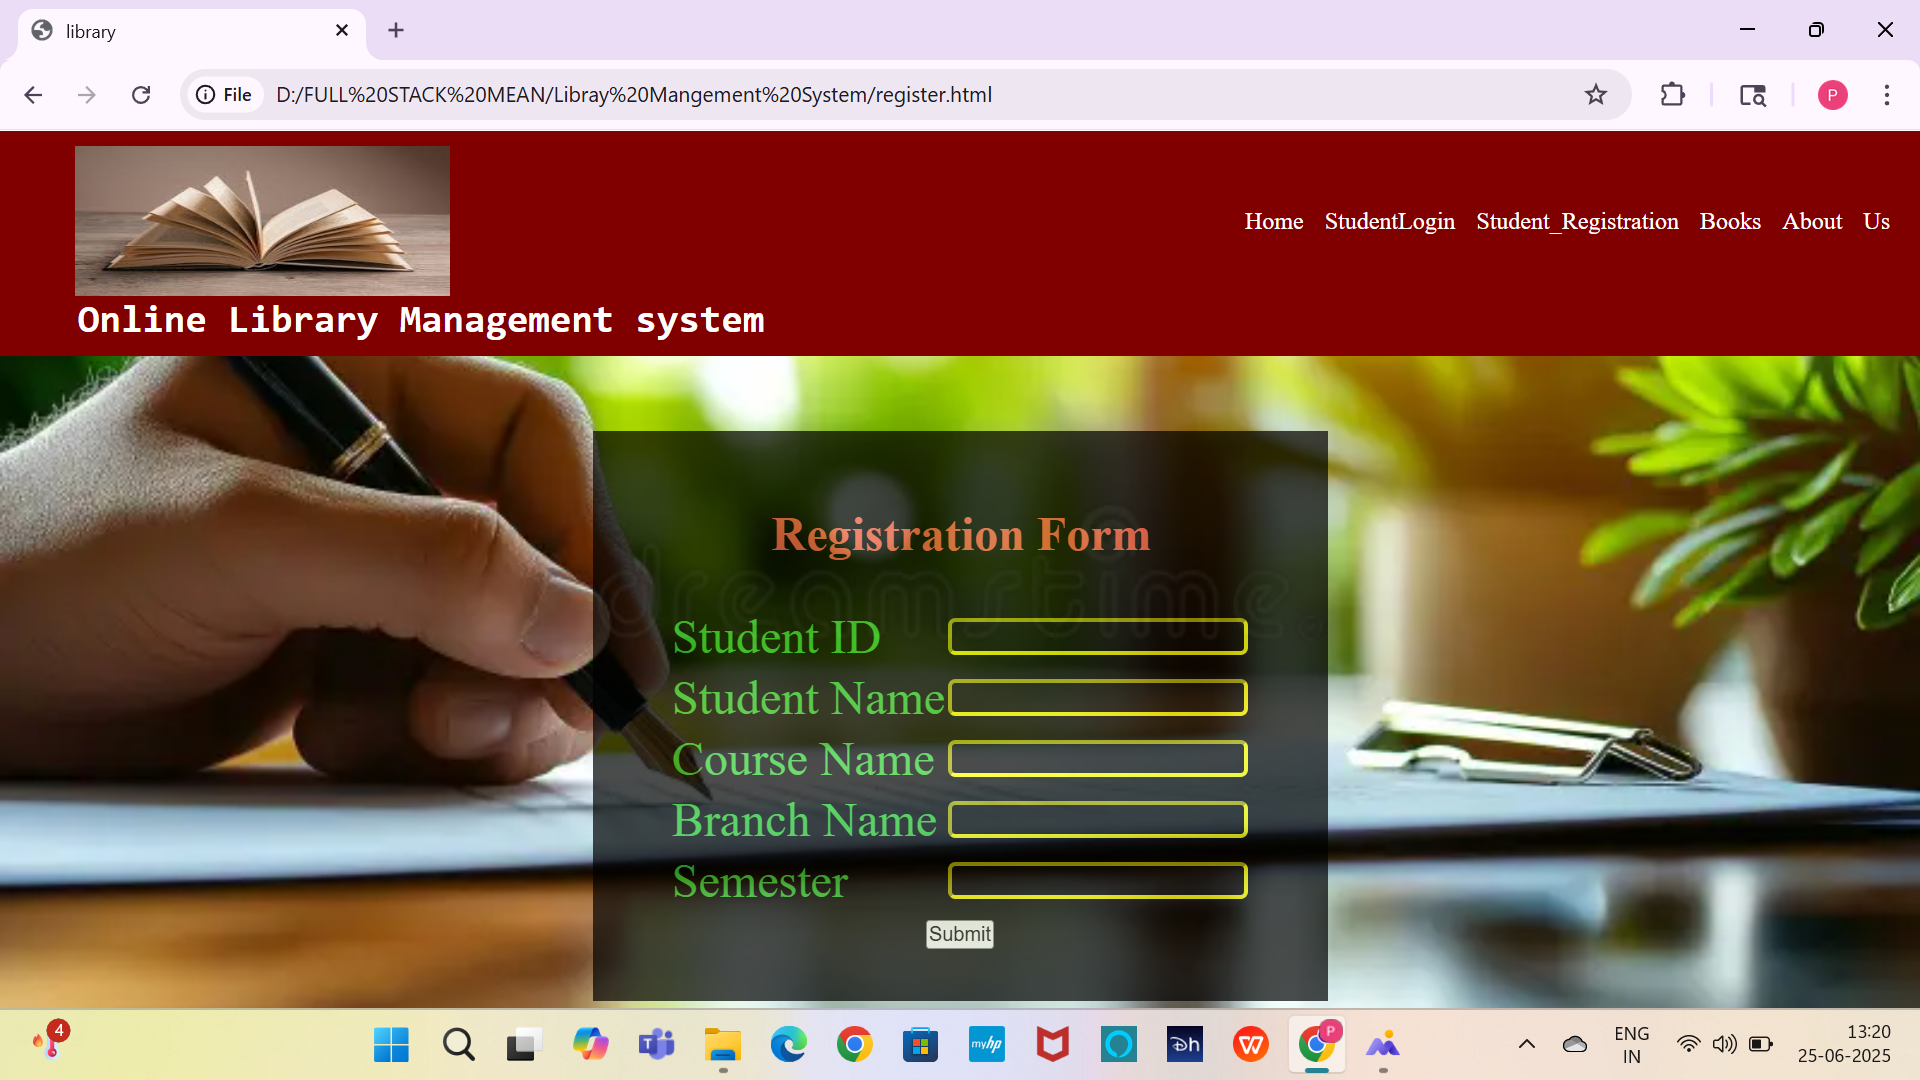 library
File
D:/FULL%20STACK%20MEAN/Libray%20Mangement%20System/register.html
P
Home StudentLogin Student_Registration Books About Us
Online Library Management system
Registration Form
dreamstime
Student ID
Student Name
Course Name
Branch Name
Semester
Submit
4
T
myhp
Dh
W
P
ENG
IN
13:20
25-06-2025